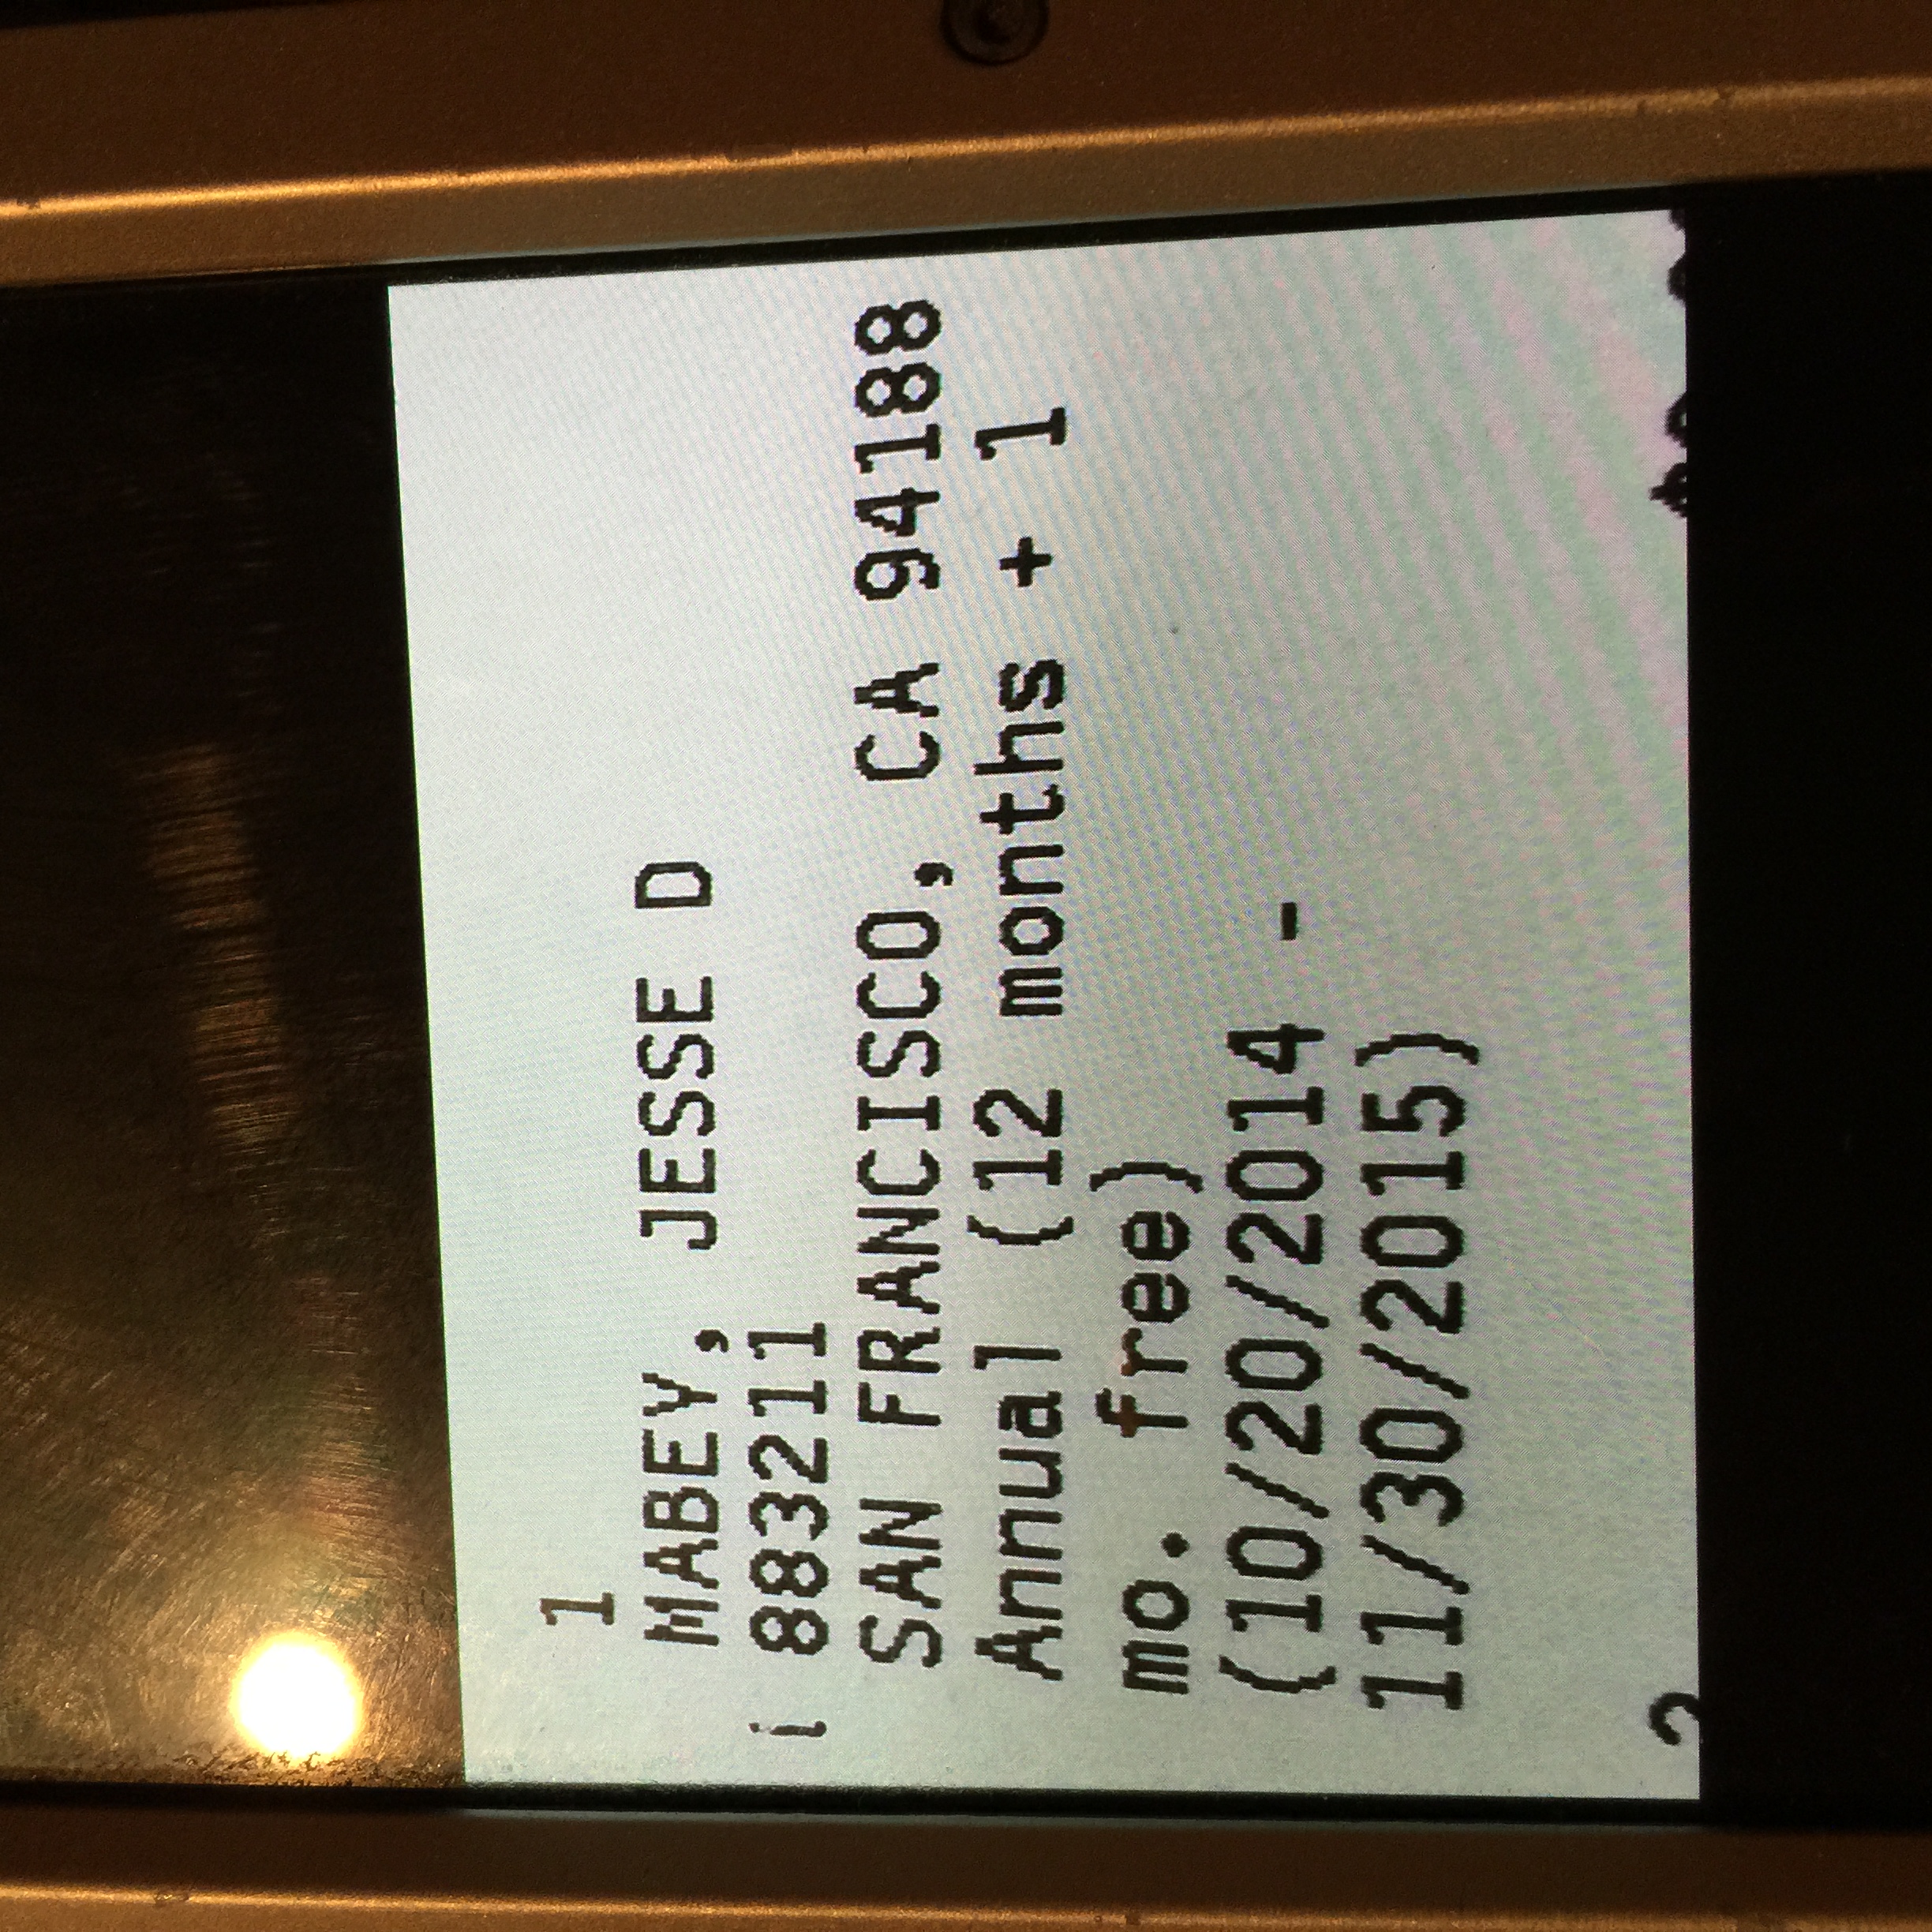 1
MABEY, JESSE D
i 883211
SAN FRANCISCO, CA 94188
Annual (12 months + 1
mo. free)
(10/20/2014 -
11/30/2015)